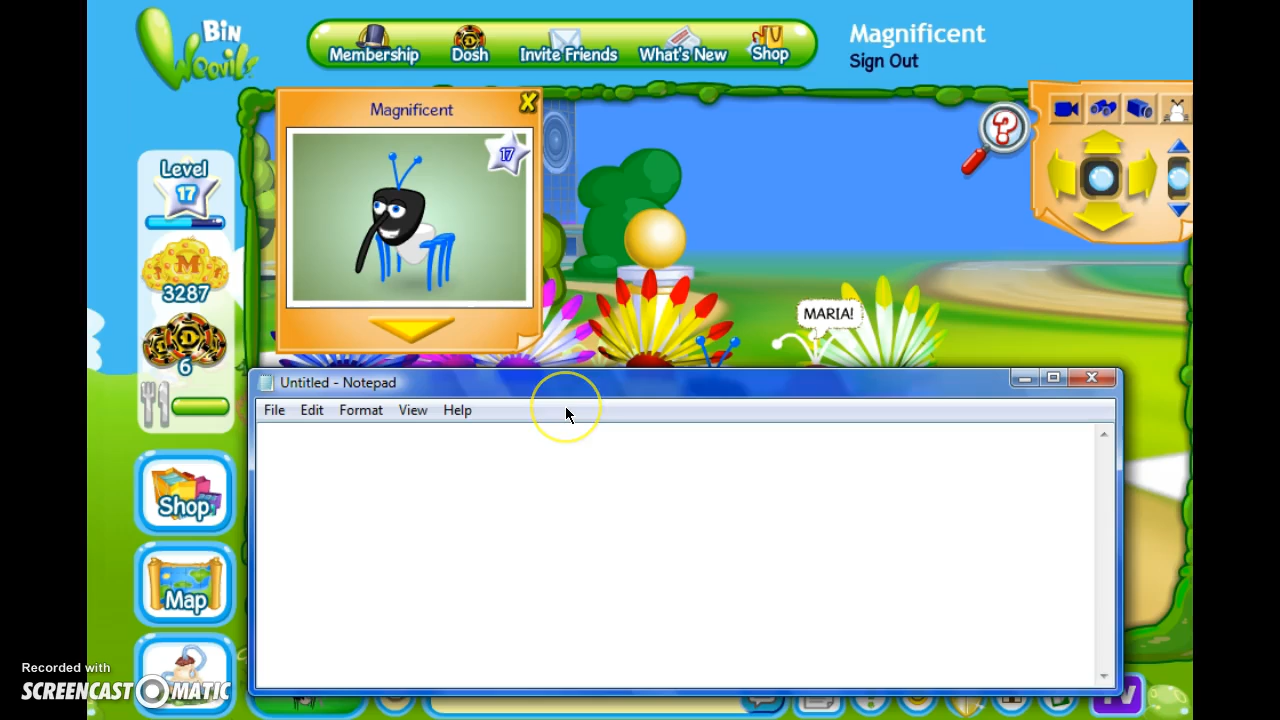 Bin
Weevils
Membership
Dosh
Invite Friends
What's New
Shop
Magnificent
Sign Out
Magnificent
17
Level
17
M
3287
D
6
MARIA!
Untitled - Notepad
File Edit Format View Help
Shop
Map
TV
Recorded with
SCREENCAST-O-MATIC